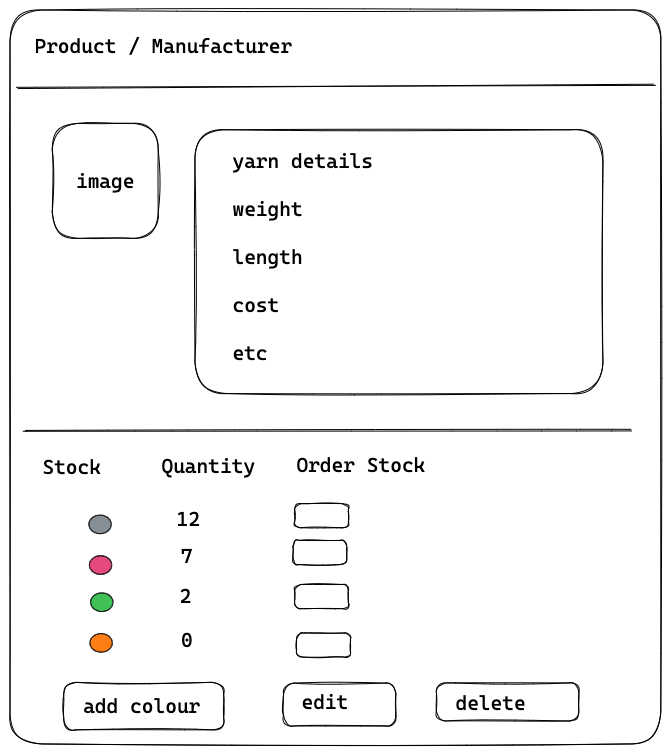 Product / Manufacturer
image
yarn details
weight
length
cost
etc
Stock Quantity Order Stock
12
7
2
0
add colour edit delete